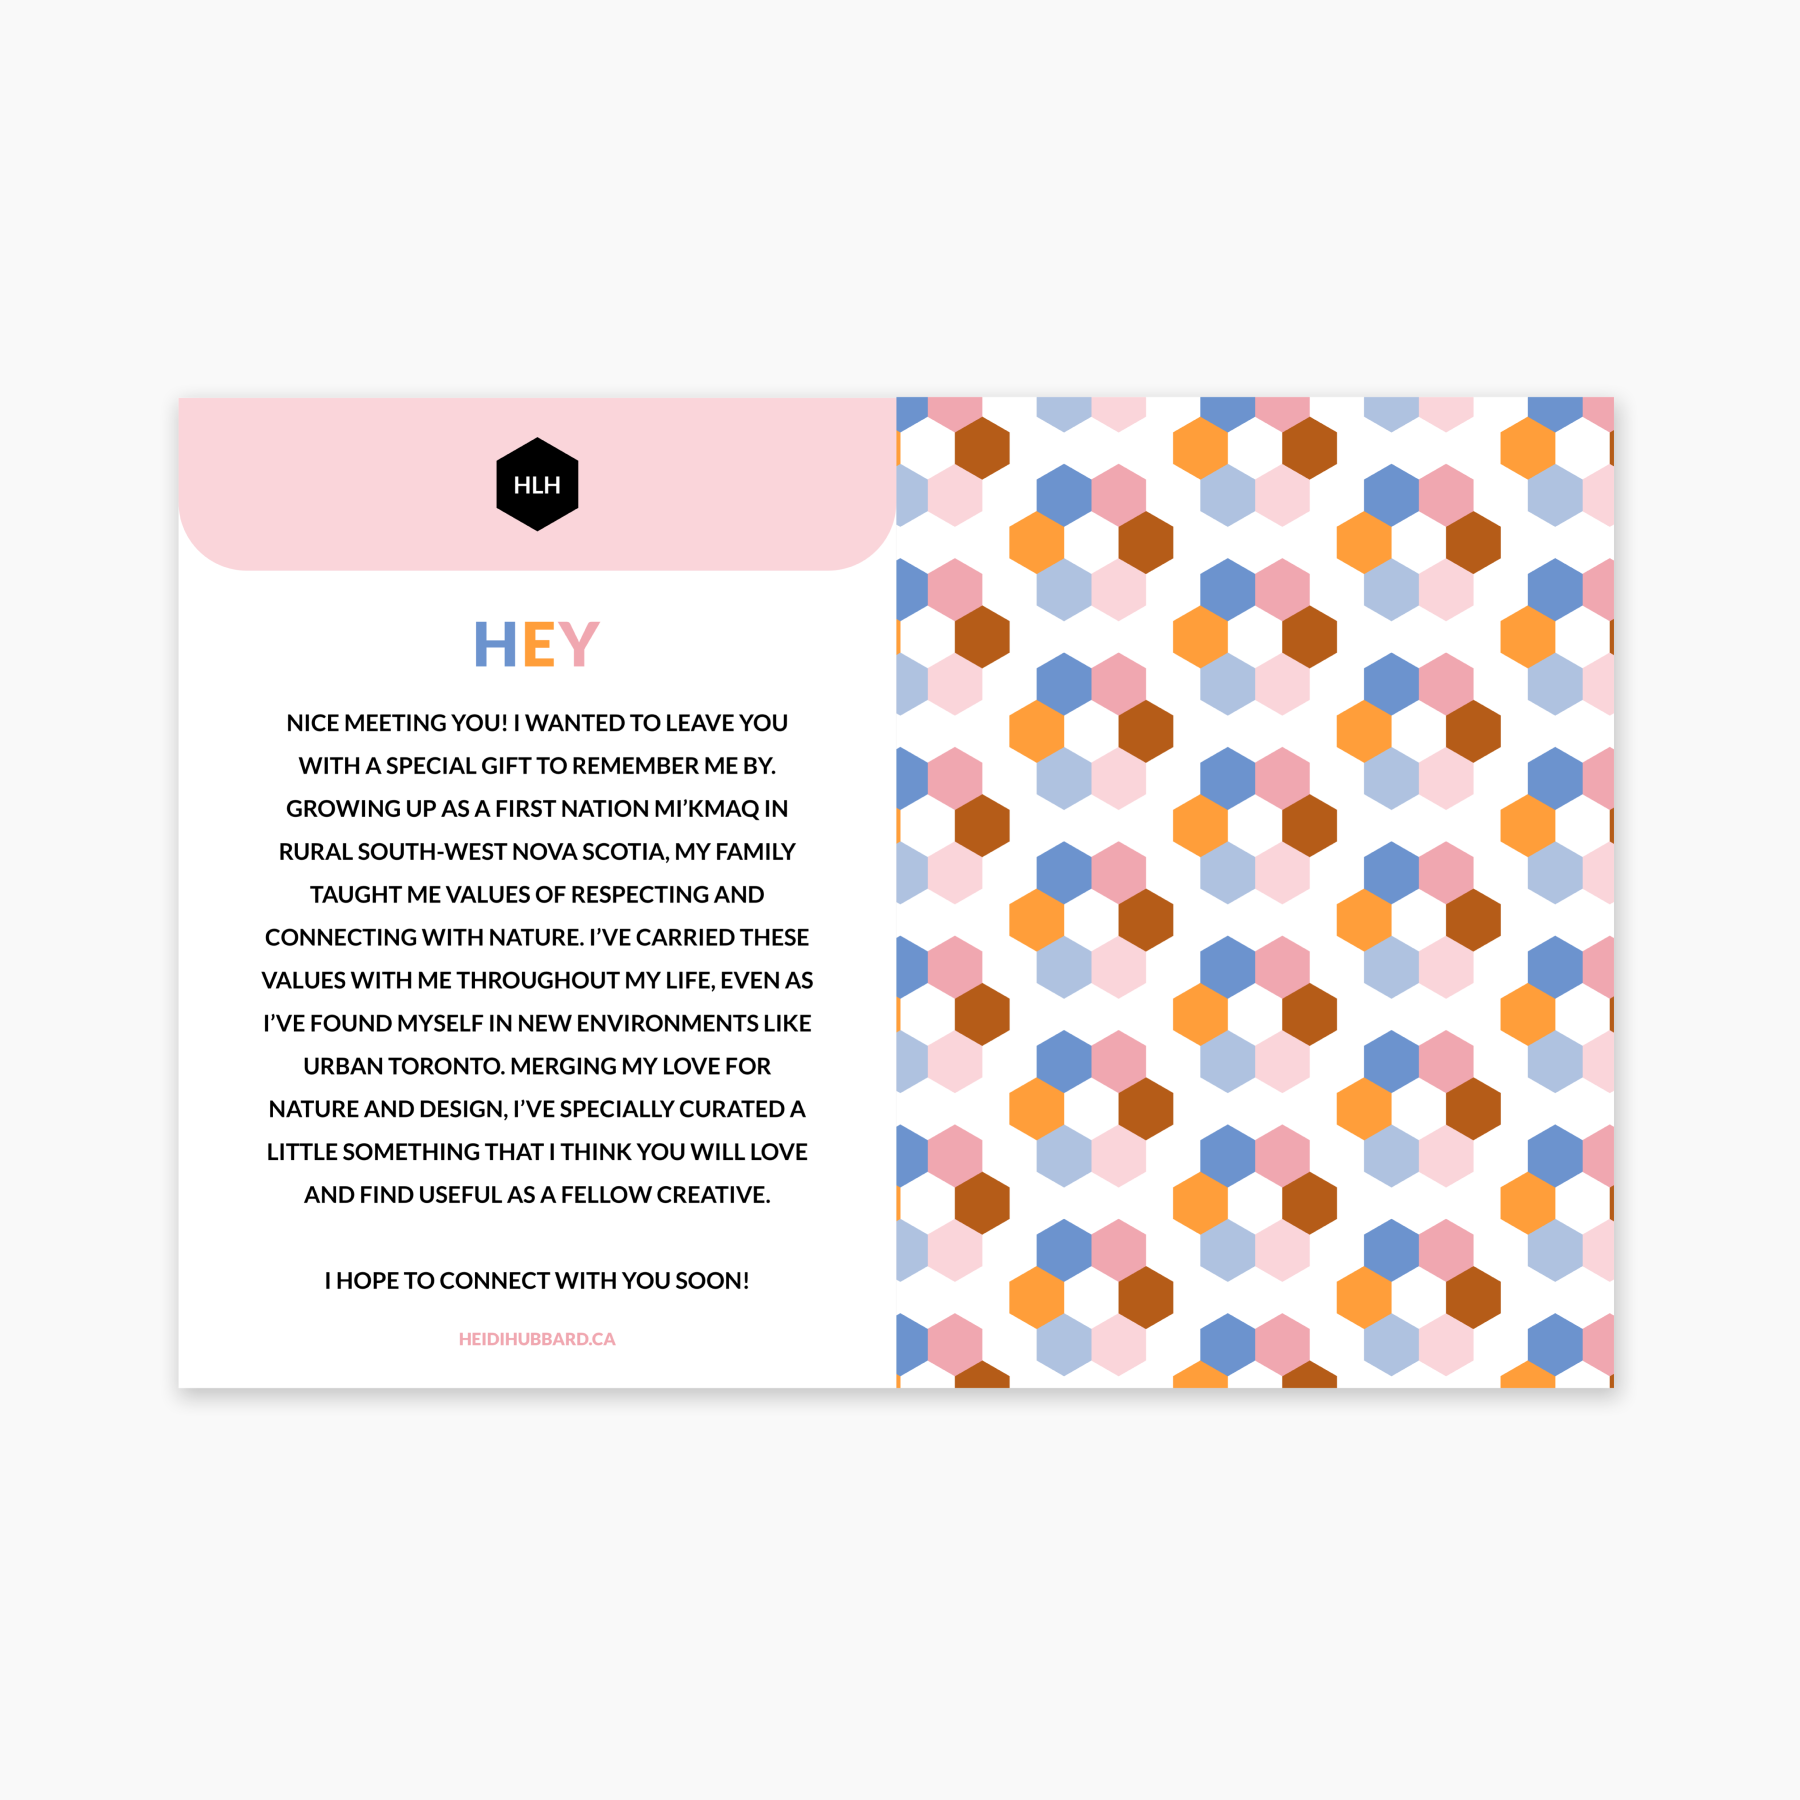 HLH
HEY
NICE MEETING YOU! I WANTED TO LEAVE YOU
WITH A SPECIAL GIFT TO REMEMBER ME BY.
GROWING UP AS A FIRST NATION MI’KMAQ IN
RURAL SOUTH-WEST NOVA SCOTIA, MY FAMILY
TAUGHT ME VALUES OF RESPECTING AND
CONNECTING WITH NATURE. I’VE CARRIED THESE
VALUES WITH ME THROUGHOUT MY LIFE, EVEN AS
I’VE FOUND MYSELF IN NEW ENVIRONMENTS LIKE
URBAN TORONTO. MERGING MY LOVE FOR
NATURE AND DESIGN, I’VE SPECIALLY CURATED A
LITTLE SOMETHING THAT I THINK YOU WILL LOVE
AND FIND USEFUL AS A FELLOW CREATIVE.
I HOPE TO CONNECT WITH YOU SOON!
HEIDIHUBBARD.CA